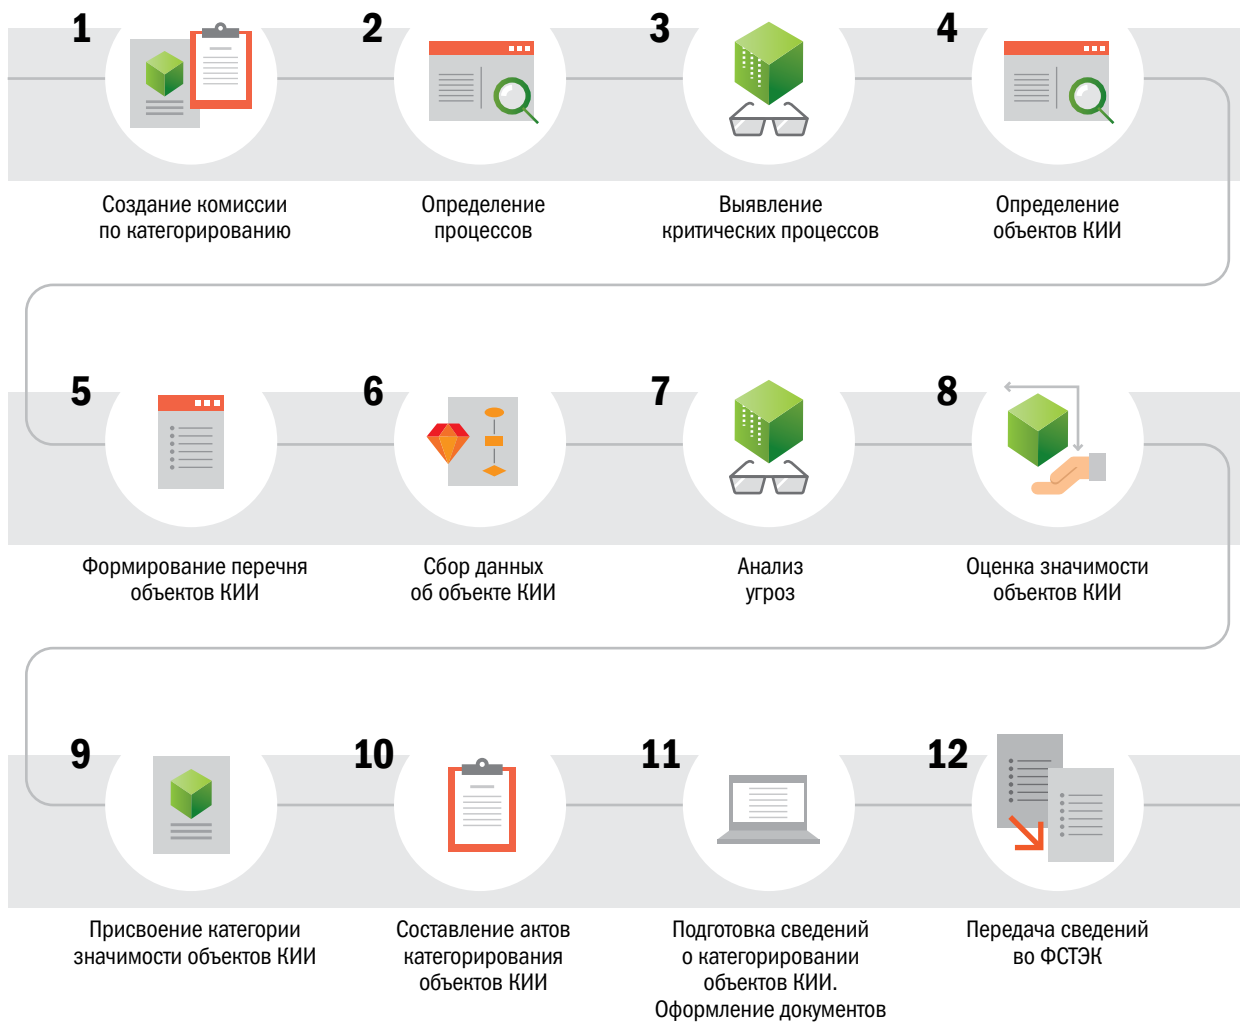 1
Создание комиссии
по категорированию
2
Определение
процессов
3
Выявление
критических процессов
4
Определение
объектов КИИ
5
Формирование перечня
объектов КИИ
6
Сбор данных
об объекте КИИ
7
Анализ
угроз
8
Оценка значимости
объектов КИИ
9
Присвоение категории
значимости объектов КИИ
10
Составление актов
категорирования
объектов КИИ
11
Подготовка сведений
о категорировании
объектов КИИ.
Оформление документов
12
Передача сведений
во ФСТЭК